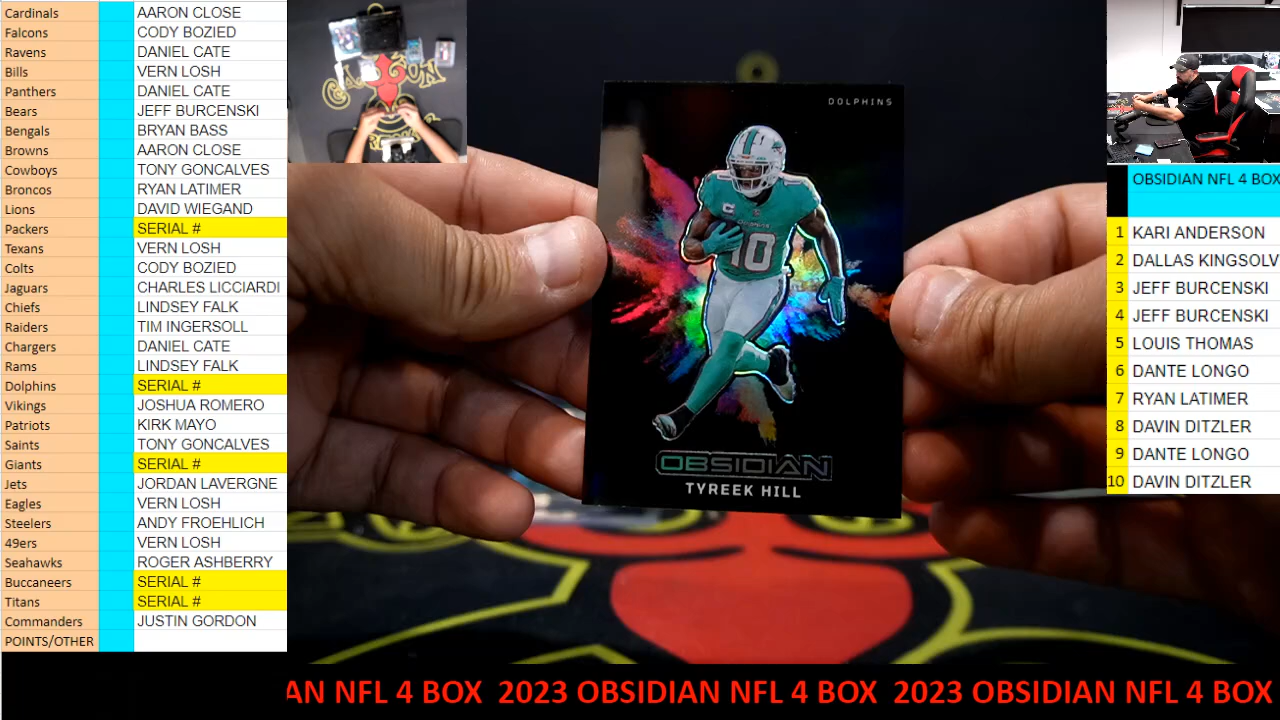 Cardinals AARON CLOSE
Falcons CODY BOZIED
Ravens DANIEL CATE
Bills VERN LOSH
Panthers DANIEL CATE
Bears JEFF BURCENSKI
Bengals BRYAN BASS
Browns AARON CLOSE
Cowboys TONY GONCALVES
Broncos RYAN LATIMER
Lions DAVID WIEGAND
Packers SERIAL #
Texans VERN LOSH
Colts CODY BOZIED
Jaguars CHARLES LICCIARDI
Chiefs LINDSEY FALK
Raiders TIM INGERSOLL
Chargers DANIEL CATE
Rams LINDSEY FALK
Dolphins SERIAL #
Vikings JOSHUA ROMERO
Patriots KIRK MAYO
Saints TONY GONCALVES
Giants SERIAL #
Jets JORDAN LAVERGNE
Eagles VERN LOSH
Steelers ANDY FROEHLICH
49ers VERN LOSH
Seahawks ROGER ASHBERRY
Buccaneers SERIAL #
Titans SERIAL #
Commanders JUSTIN GORDON
POINTS/OTHER
DOLPHINS
10
OBSIDIAN
TYREEK HILL
OBSIDIAN NFL 4 BOX
1 KARI ANDERSON
2 DALLAS KINGSOLV
3 JEFF BURCENSKI
4 JEFF BURCENSKI
5 LOUIS THOMAS
6 DANTE LONGO
7 RYAN LATIMER
8 DAVIN DITZLER
9 DANTE LONGO
10 DAVIN DITZLER
AN NFL 4 BOX 2023 OBSIDIAN NFL 4 BOX 2023 OBSIDIAN NFL 4 BOX